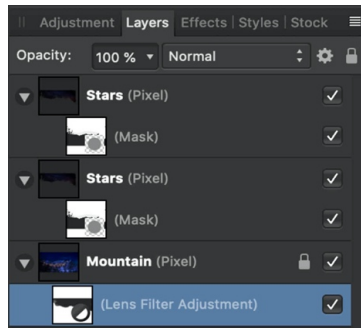 Adjustment Layers Effects Styles Stock
Opacity: 100 % Normal
Stars (Pixel)
(Mask)
Stars (Pixel)
(Mask)
Mountain (Pixel)
(Lens Filter Adjustment)